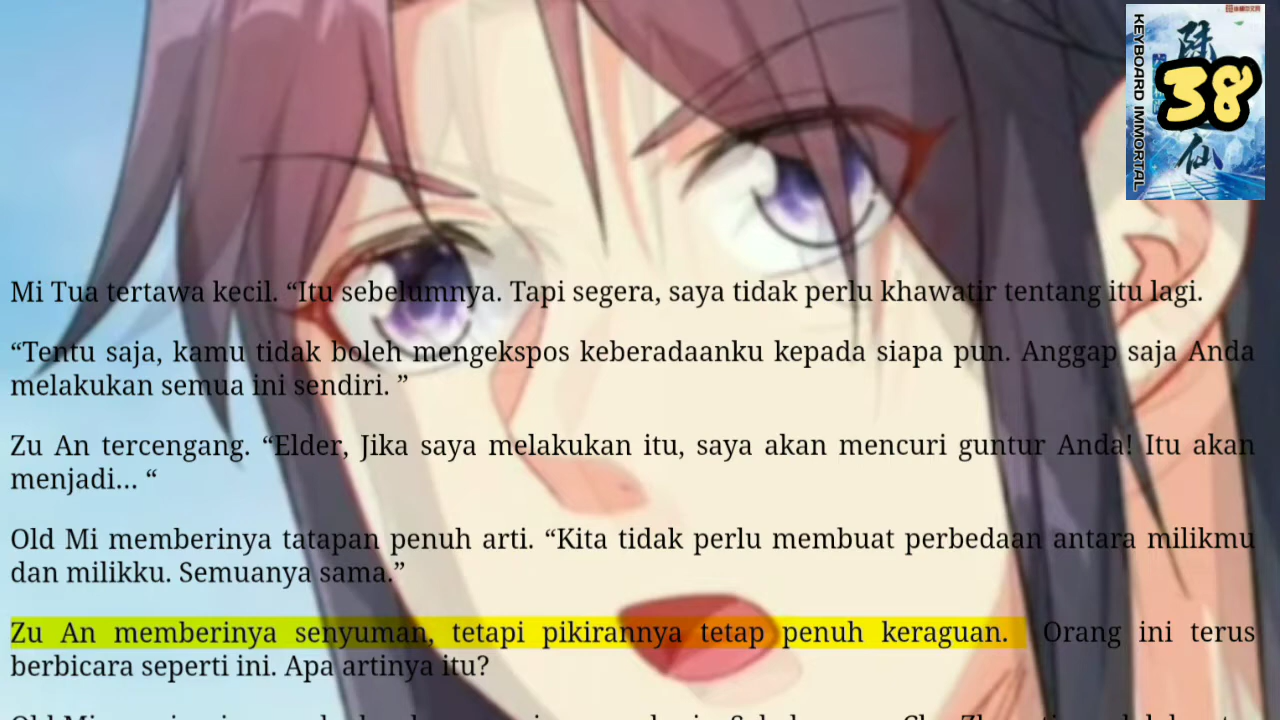 KEYBOARD IMMORTAL
38
仙
Mi Tua tertawa kecil. “Itu sebelumnya. Tapi segera, saya tidak perlu khawatir tentang itu lagi.
“Tentu saja, kamu tidak boleh mengekspos keberadaanku kepada siapa pun. Anggap saja Anda
melakukan semua ini sendiri. ”
Zu An tercengang. “Elder, Jika saya melakukan itu, saya akan mencuri guntur Anda! Itu akan
menjadi… “
Old Mi memberinya tatapan penuh arti. “Kita tidak perlu membuat perbedaan antara milikmu
dan milikku. Semuanya sama.”
Zu An memberinya senyuman, tetapi pikirannya tetap penuh keraguan. Orang ini terus
berbicara seperti ini. Apa artinya itu?